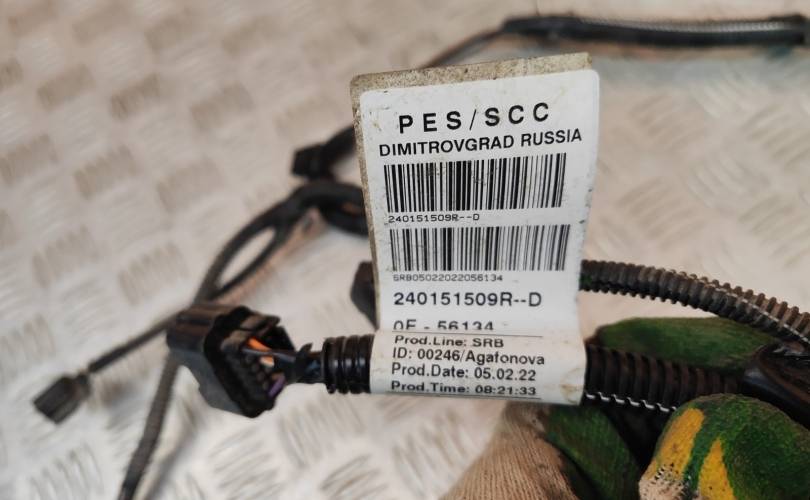 PES/SCC
DIMITROVGRAD RUSSIA
240151509R--D
SRB05022022056134
240151509R--D
0E - 56134
Prod.Line: SRB
ID: 00246/Agafonova
Prod.Date: 05.02.22
Prod.Time: 08:21:33